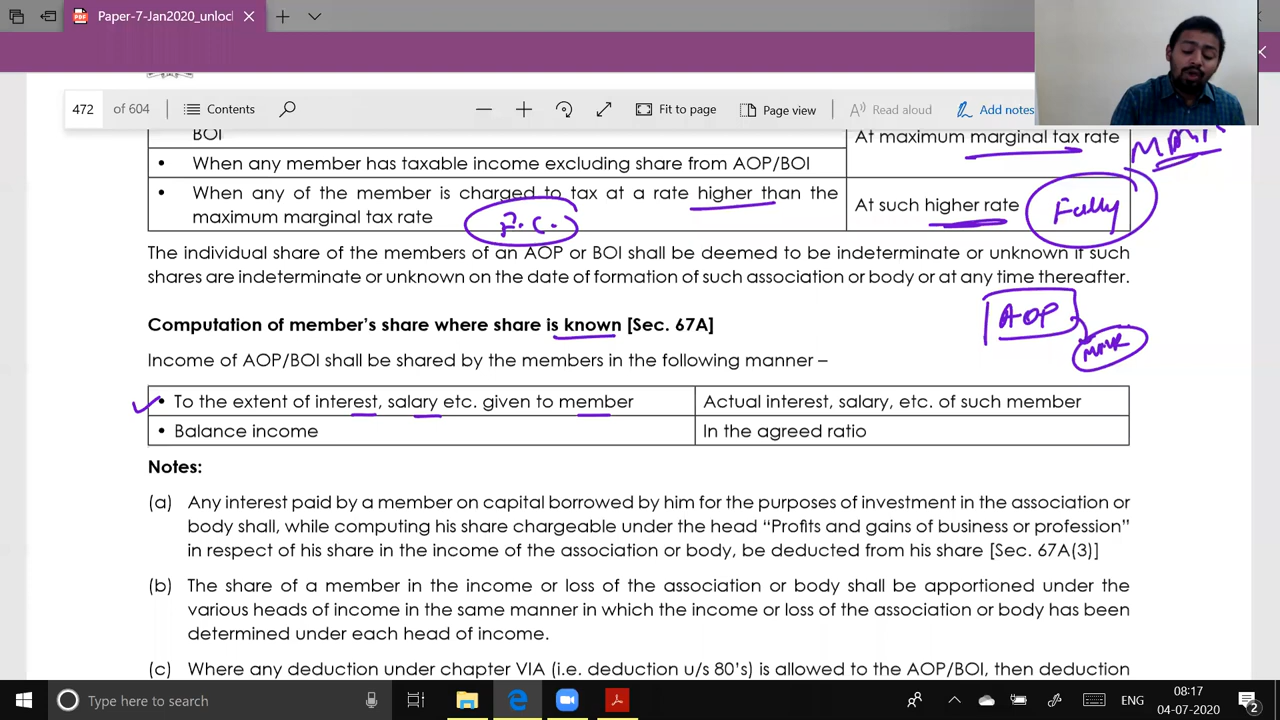 Paper-7-Jan2020_unlock
472 of 604 Contents Fit to page Page view Read aloud Add notes
BOI
At maximum marginal tax rate
MMR
• When any member has taxable income excluding share from AOP/BOI
• When any of the member is charged to tax at a rate higher than the
maximum marginal tax rate
At such higher rate
Fully
F.C.
The individual share of the members of an AOP or BOI shall be deemed to be indeterminate or unknown if such
shares are indeterminate or unknown on the date of formation of such association or body or at any time thereafter.
AOP
MMR
Computation of member's share where share is known [Sec. 67A]
Income of AOP/BOI shall be shared by the members in the following manner –
• To the extent of interest, salary etc. given to member Actual interest, salary, etc. of such member
• Balance income In the agreed ratio
Notes:
(a) Any interest paid by a member on capital borrowed by him for the purposes of investment in the association or
body shall, while computing his share chargeable under the head “Profits and gains of business or profession”
in respect of his share in the income of the association or body, be deducted from his share [Sec. 67A(3)]
(b) The share of a member in the income or loss of the association or body shall be apportioned under the
various heads of income in the same manner in which the income or loss of the association or body has been
determined under each head of income.
(c) Where any deduction under chapter VIA (i.e. deduction u/s 80's) is allowed to the AOP/BOI, then deduction
Type here to search
ENG
08:17
04-07-2020
2